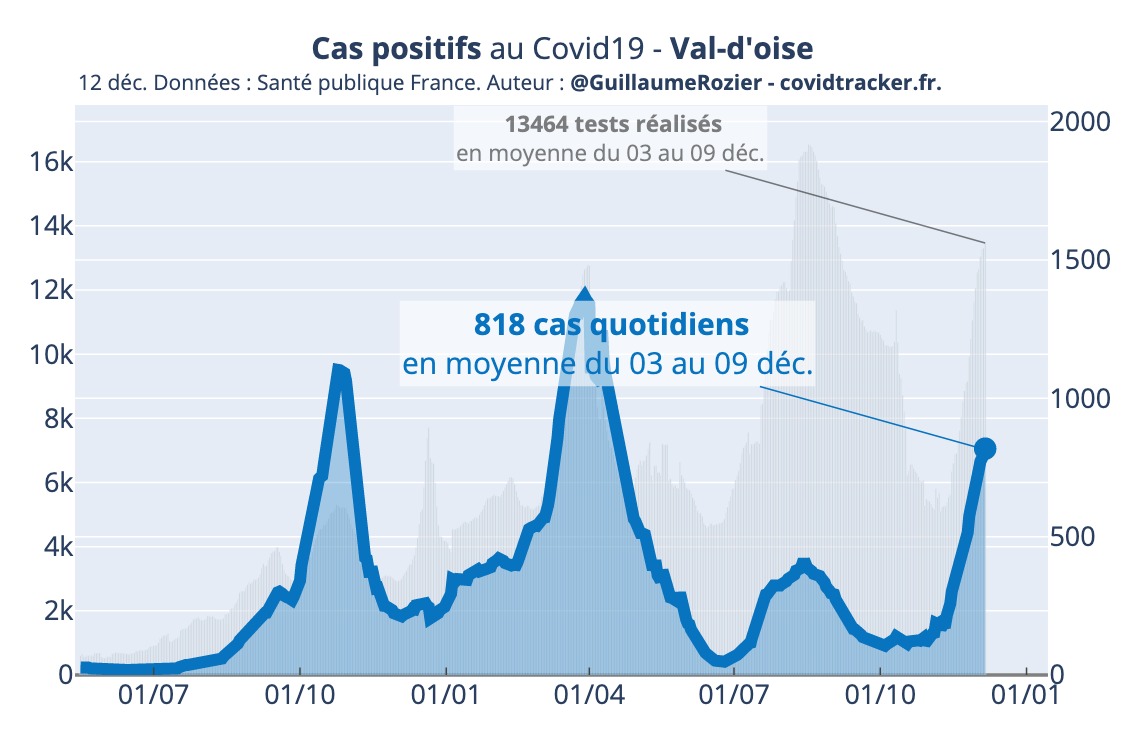 Cas positifs au Covid19 - Val-d'oise
12 déc. Données : Santé publique France. Auteur : @GuillaumeRozier - covidtracker.fr.
13464 tests réalisés
en moyenne du 03 au 09 déc.
818 cas quotidiens
en moyenne du 03 au 09 déc.
16k
14k
12k
10k
8k
6k
4k
2k
0
2000
1500
1000
500
0
01/07
01/10
01/01
01/04
01/07
01/10
01/01